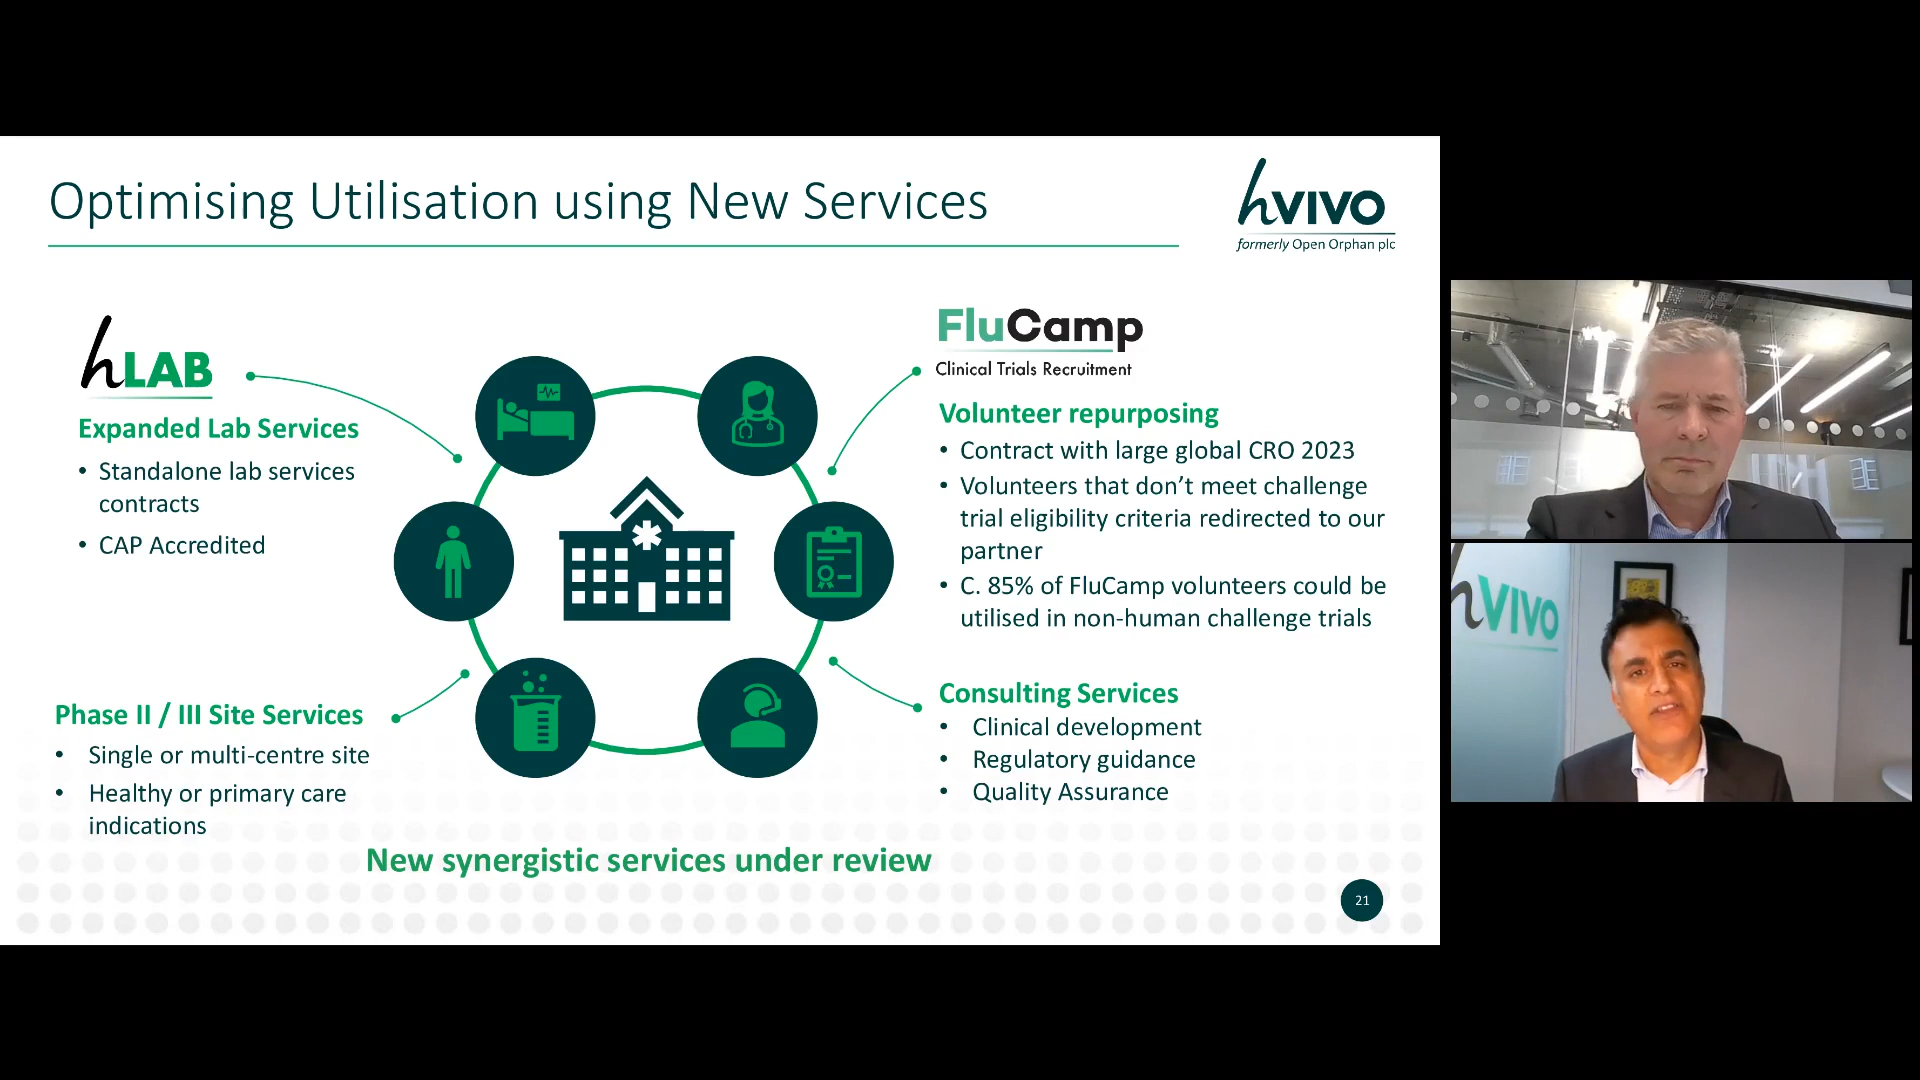 Optimising Utilisation using New Services
hVIVO
formerly Open Orphan plc
hLAB
Expanded Lab Services
• Standalone lab services
contracts
• CAP Accredited
Phase II / III Site Services
• Single or multi-centre site
• Healthy or primary care
indications
FluCamp
Clinical Trials Recruitment
Volunteer repurposing
• Contract with large global CRO 2023
• Volunteers that don’t meet challenge
trial eligibility criteria redirected to our
partner
• C. 85% of FluCamp volunteers could be
utilised in non-human challenge trials
Consulting Services
• Clinical development
• Regulatory guidance
• Quality Assurance
New synergistic services under review
21
hVIVO